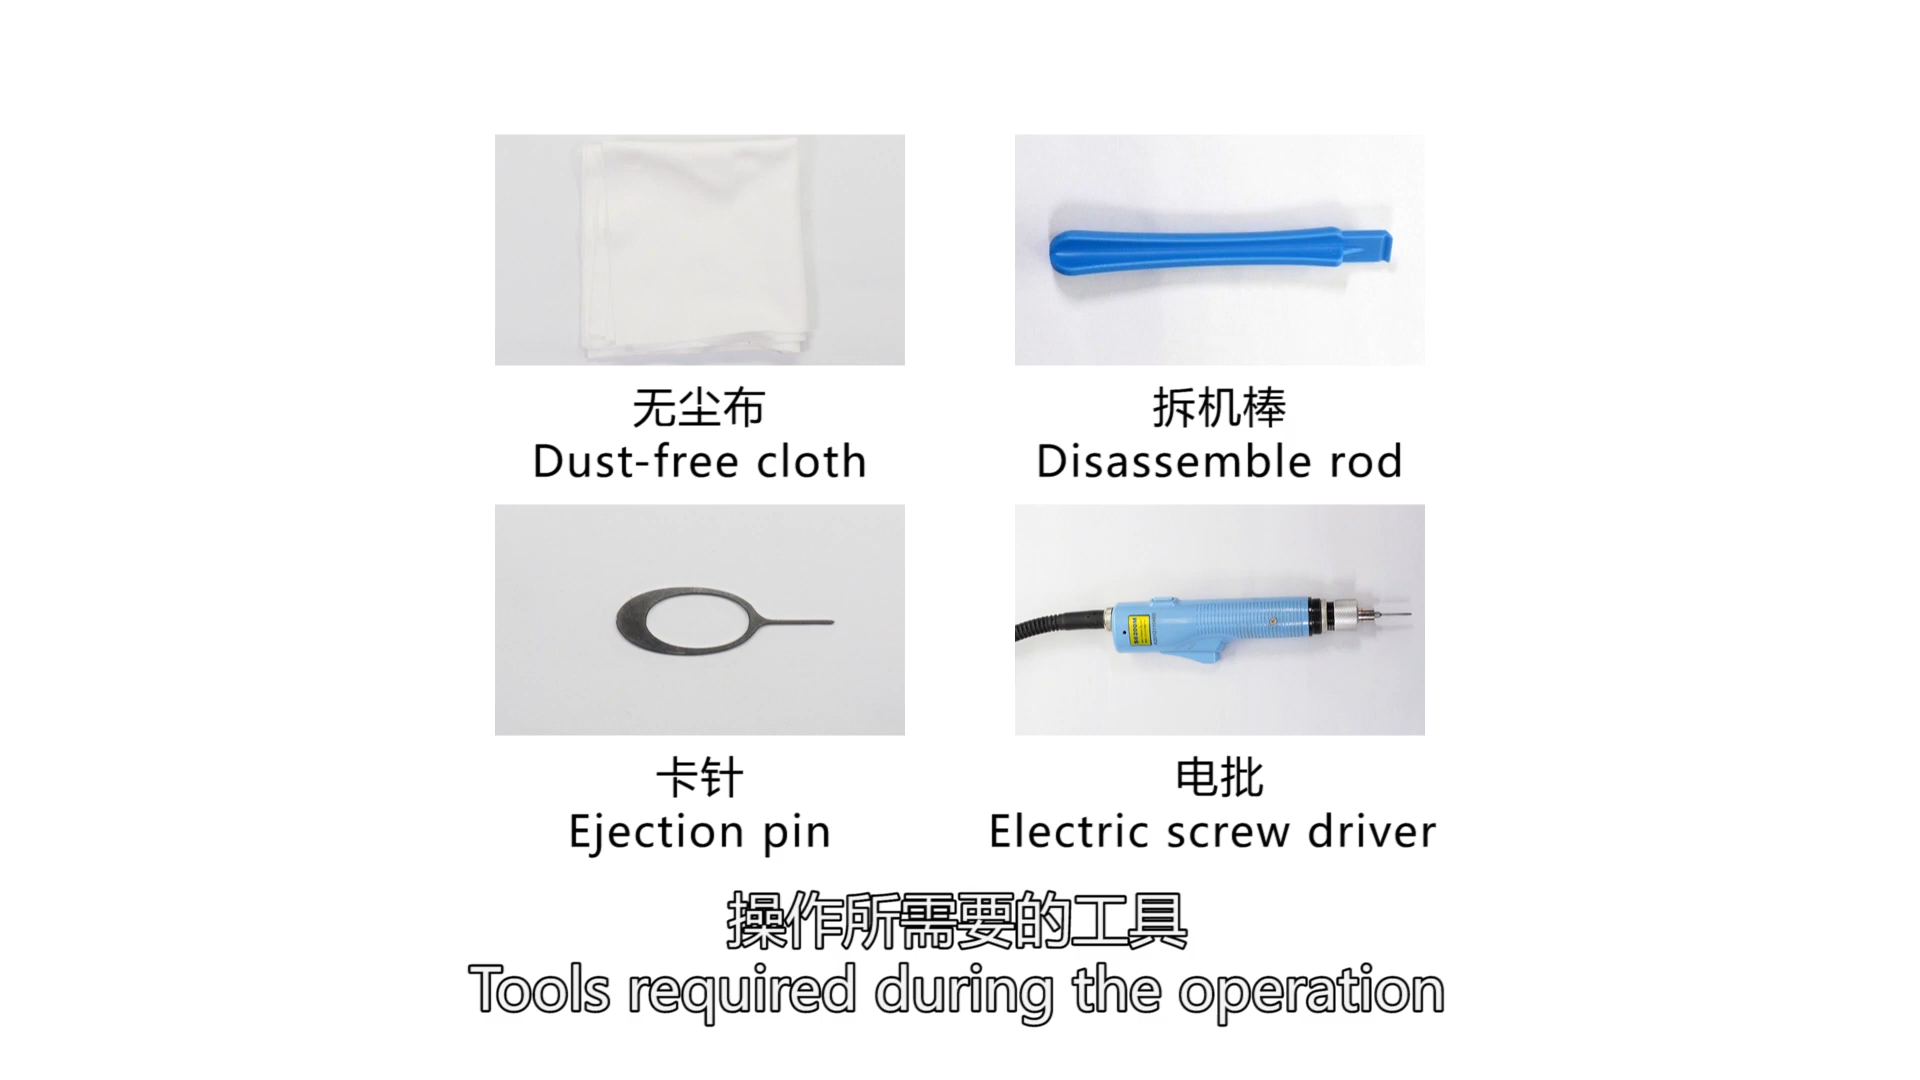 无尘布
Dust-free cloth
拆机棒
Disassemble rod
卡针
Ejection pin
电批
Electric screw driver
操作所需要的工具
Tools required during the operation